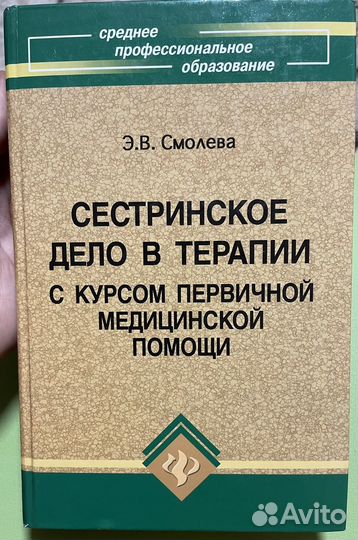 среднее
профессиональное
образование
Э.В. Смолева
СЕСТРИНСКОЕ
ДЕЛО В ТЕРАПИИ
С КУРСОМ ПЕРВИЧНОЙ
МЕДИЦИНСКОЙ
ПОМОЩИ
Avito